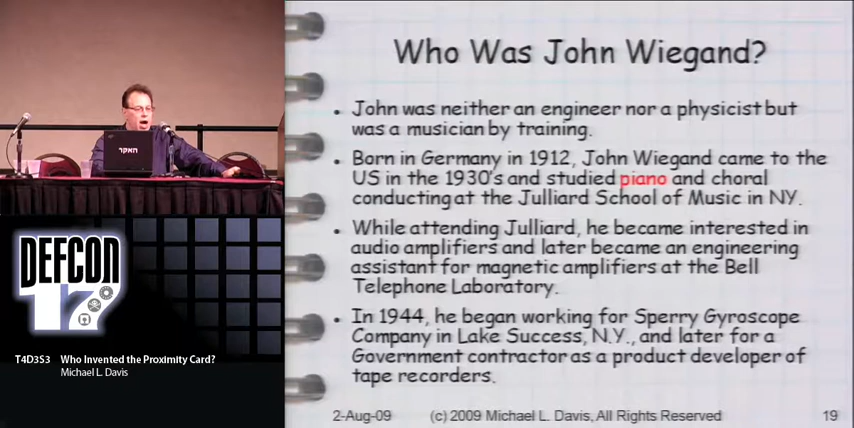 האקר
DEFCON
17
T4D3S3 Who Invented the Proximity Card?
Michael L. Davis
Who Was John Wiegand?
• John was neither an engineer nor a physicist but
was a musician by training.
• Born in Germany in 1912, John Wiegand came to the
US in the 1930's and studied piano and choral
conducting at the Julliard School of Music in NY.
• While attending Julliard, he became interested in
audio amplifiers and later became an engineering
assistant for magnetic amplifiers at the Bell
Telephone Laboratory.
• In 1944, he began working for Sperry Gyroscope
Company in Lake Success, N.Y., and later for a
Government contractor as a product developer of
tape recorders.
2-Aug-09 (c) 2009 Michael L. Davis, All Rights Reserved 19